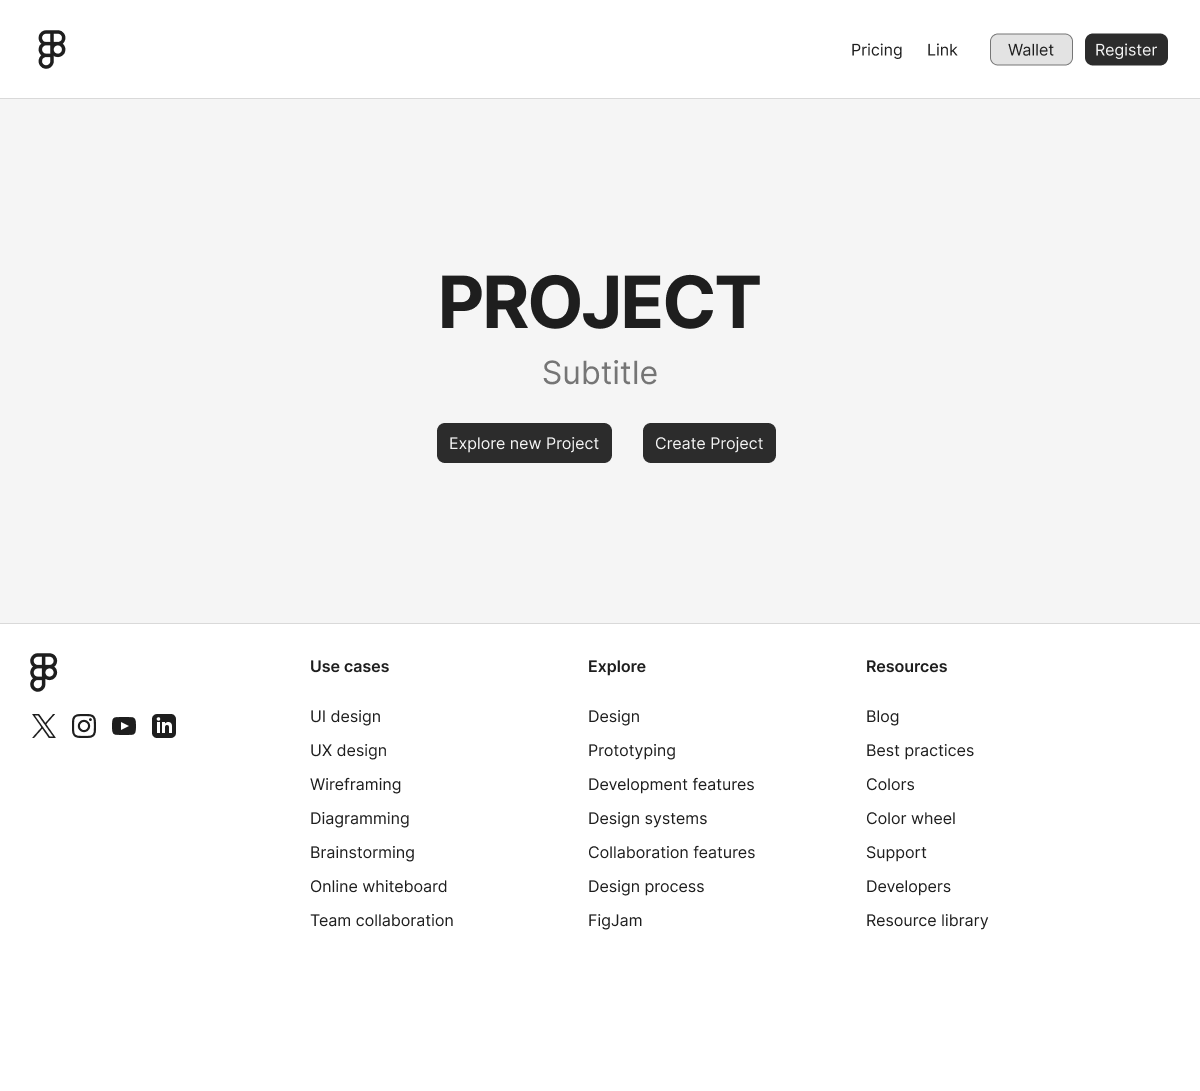 Pricing Link Wallet Register
PROJECT
Subtitle
Explore new Project Create Project
Use cases
UI design
UX design
Wireframing
Diagramming
Brainstorming
Online whiteboard
Team collaboration
Explore
Design
Prototyping
Development features
Design systems
Collaboration features
Design process
FigJam
Resources
Blog
Best practices
Colors
Color wheel
Support
Developers
Resource library